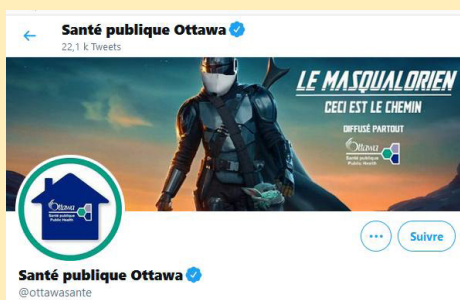 Santé publique Ottawa
22,1 k Tweets
LE MASQUALORIEN
CECI EST LE CHEMIN
DIFFUSÉ PARTOUT
Ottawa
Santé publique
Public Health
Ottawa
Santé publique
Public Health
Suivre
Santé publique Ottawa
@ottawasante